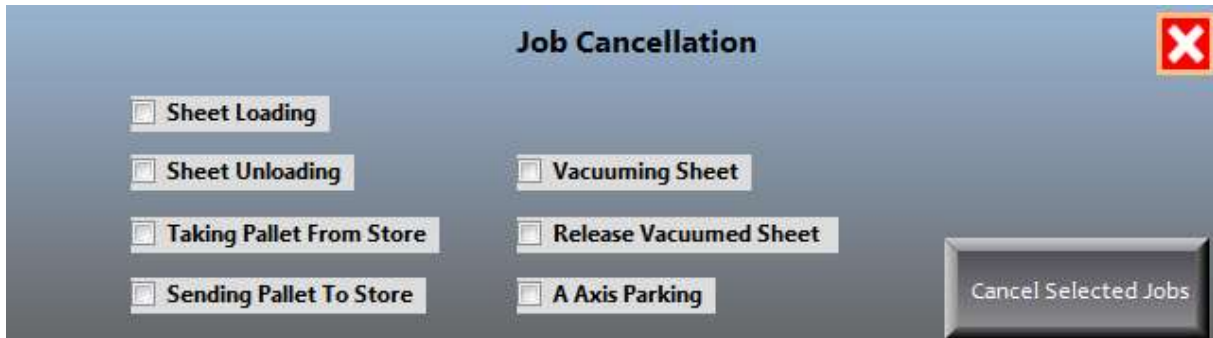 Job Cancellation
Sheet Loading
Sheet Unloading
Vacuuming Sheet
Taking Pallet From Store
Release Vacuumed Sheet
Sending Pallet To Store
A Axis Parking
Cancel Selected Jobs